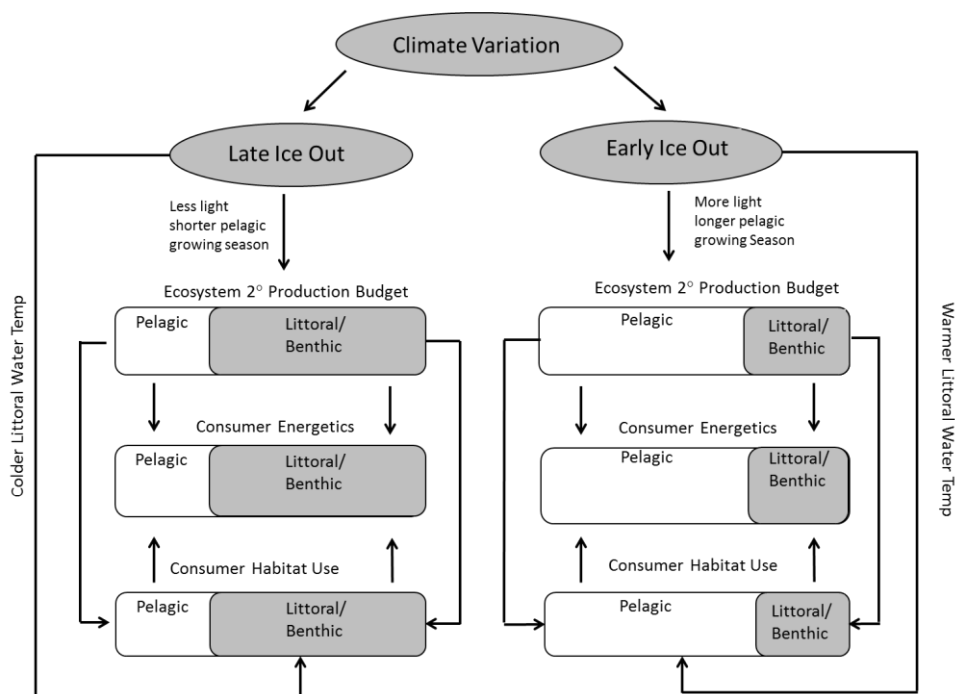 Climate Variation
Late Ice Out
Early Ice Out
Less light
shorter pelagic
growing season
More light
longer pelagic
growing Season
Colder Littoral Water Temp
Ecosystem 2° Production Budget
Pelagic
Littoral/
Benthic
Consumer Energetics
Pelagic
Littoral/
Benthic
Consumer Habitat Use
Pelagic
Littoral/
Benthic
Ecosystem 2° Production Budget
Pelagic
Littoral/
Benthic
Consumer Energetics
Pelagic
Littoral/
Benthic
Consumer Habitat Use
Pelagic
Littoral/
Benthic
Warmer Littoral Water Temp